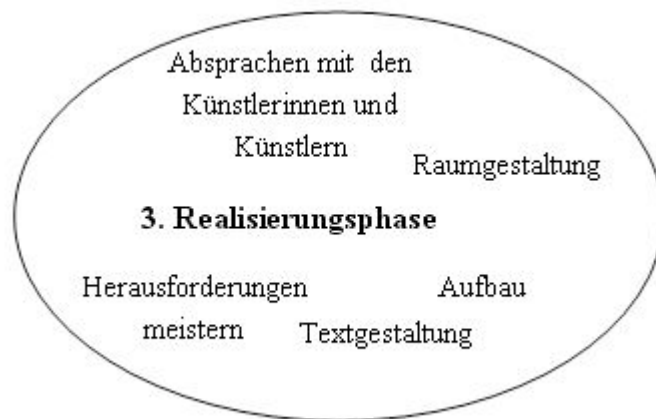 Absprachen mit den
Künstlerinnen und
Künstlern
Raumgestaltung
3. Realisierungsphase
Herausforderungen
meistern
Aufbau
Textgestaltung